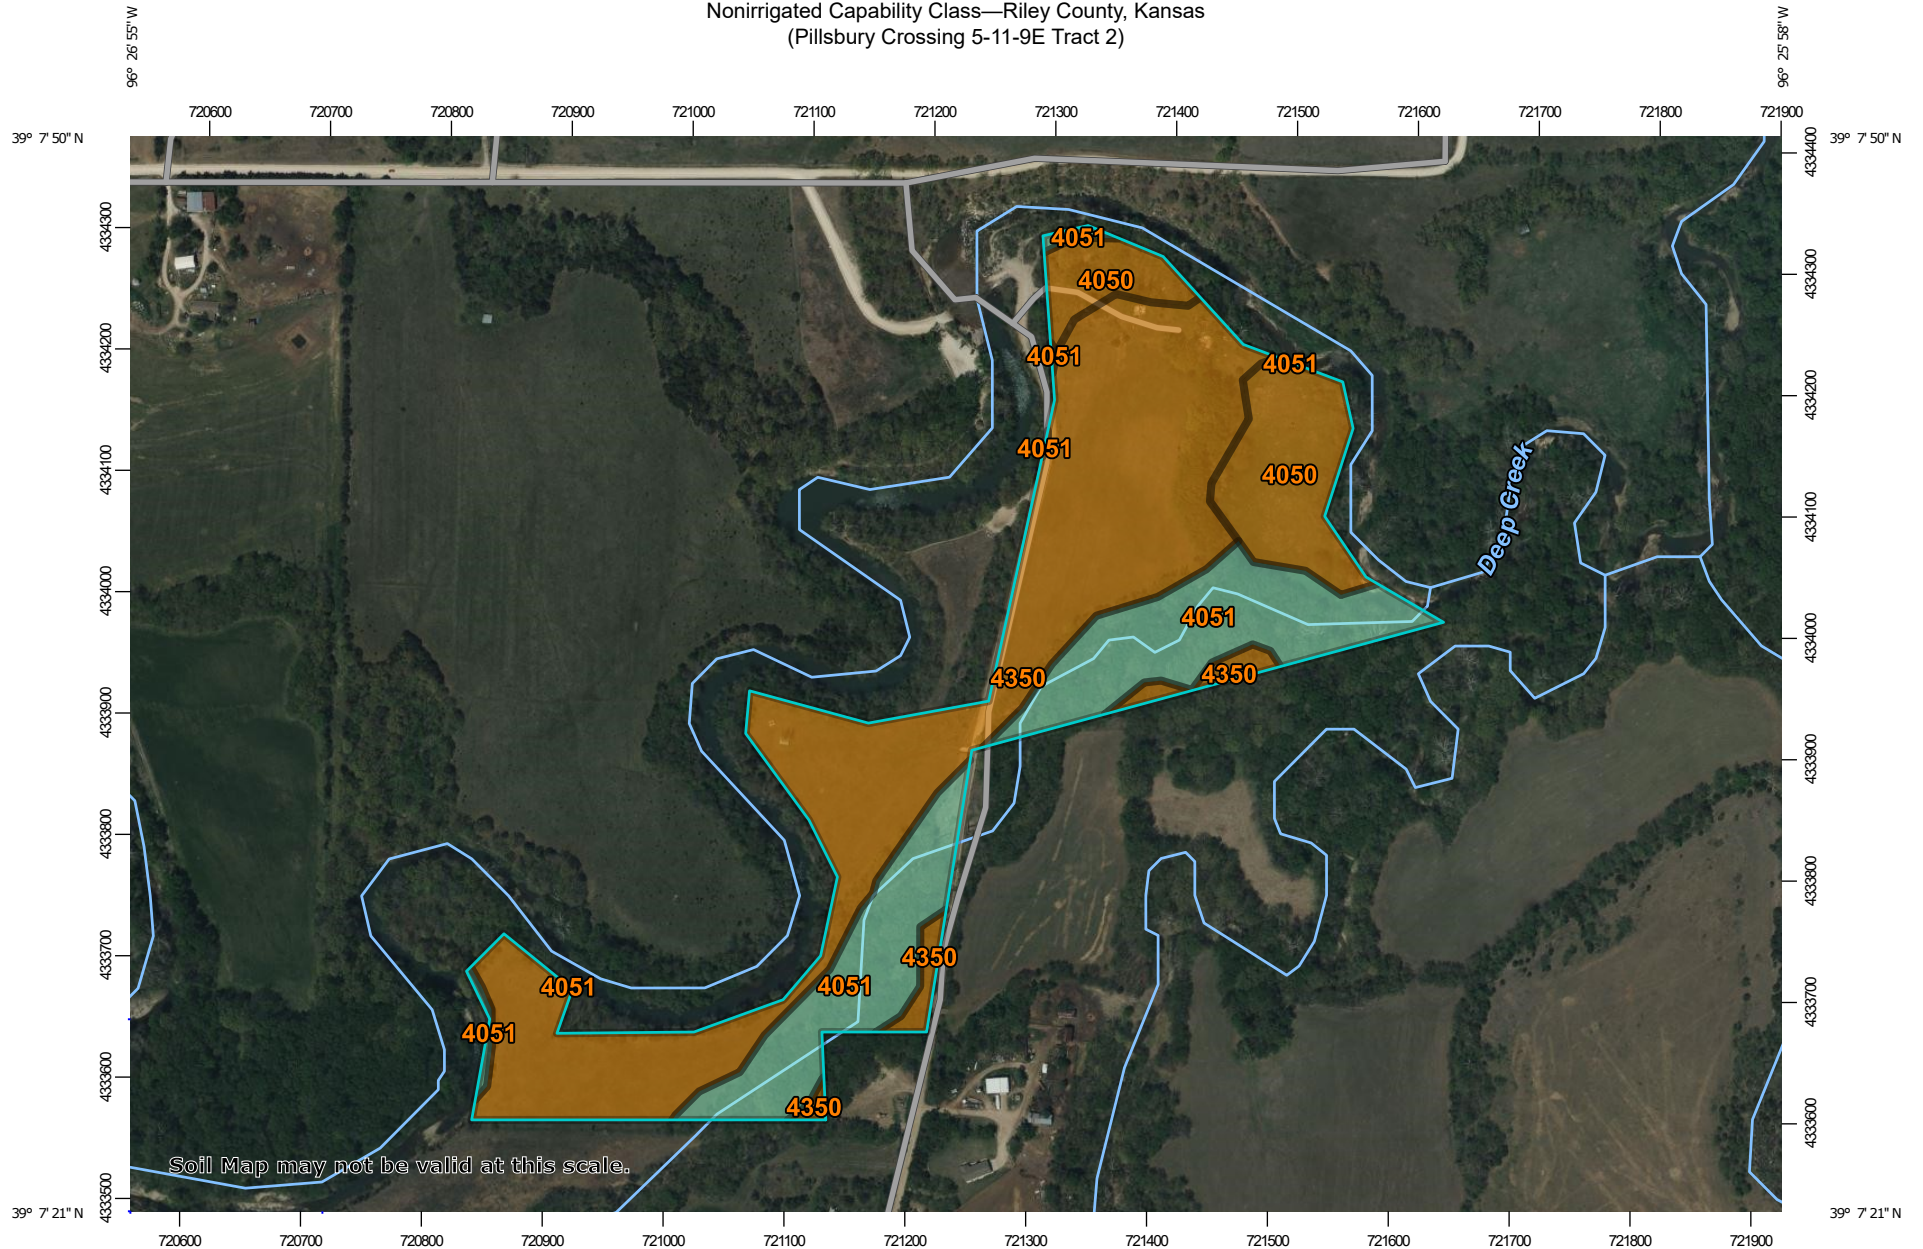 Nonirrigated Capability Class—Riley County, Kansas
(Pillsbury Crossing 5-11-9E Tract 2)
96° 26' 55" W
96° 25' 58" W
720600 720700 720800 720900 721000 721100 721200 721300 721400 721500 721600 721700 721800 721900
39° 7' 50" N
39° 7' 50" N
4334400
4334300
4334300
4334200
4334200
4334100
4334100
4334000
4334000
4333900
4333900
4333800
4333800
4333700
4333700
4333600
4333600
4333500
4051
4050
4051
4051
4051
4050
Deep Creek
4051
4350
4350
4350
4051
4051
4051
4350
Soil Map may not be valid at this scale.
39° 7' 21" N
39° 7' 21" N
720600 720700 720800 720900 721000 721100 721200 721300 721400 721500 721600 721700 721800 721900